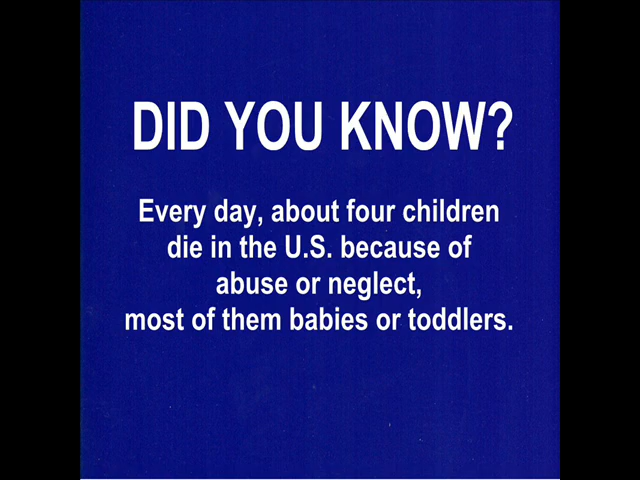 DID YOU KNOW?
Every day, about four children
die in the U.S. because of
abuse or neglect,
most of them babies or toddlers.